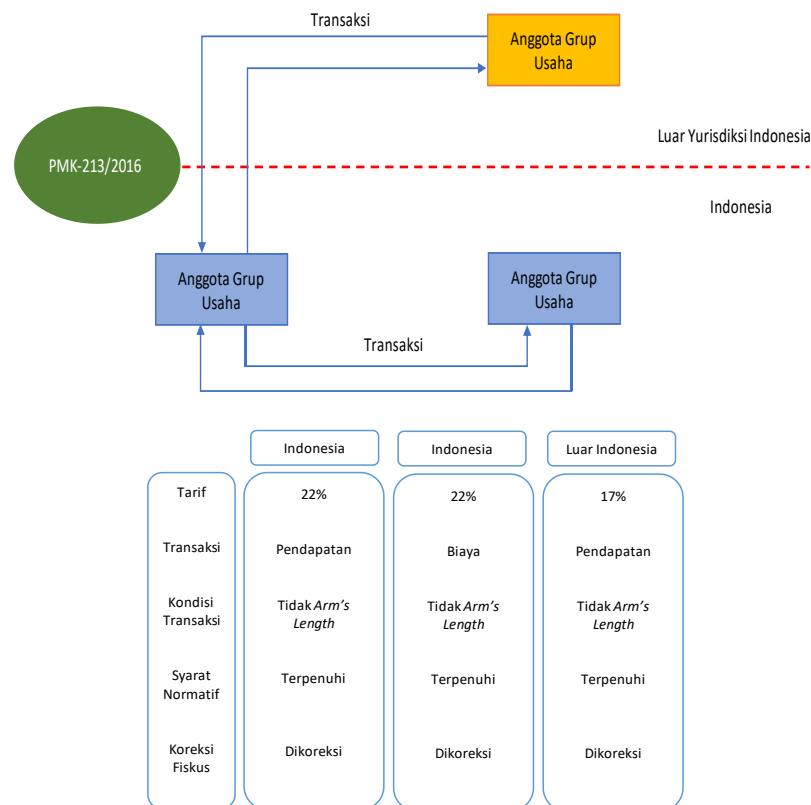 Transaksi
Anggota Grup
Usaha
Luar Yurisdiksi Indonesia
PMK-213/2016
Indonesia
Anggota Grup
Usaha
Anggota Grup
Usaha
Transaksi
Indonesia
Indonesia
Luar Indonesia
Tarif
22%
22%
17%
Transaksi
Pendapatan
Biaya
Pendapatan
Kondisi
Transaksi
Tidak Arm's
Length
Tidak Arm's
Length
Tidak Arm's
Length
Syarat
Normatif
Terpenuhi
Terpenuhi
Terpenuhi
Koreksi
Fiskus
Dikoreksi
Dikoreksi
Dikoreksi